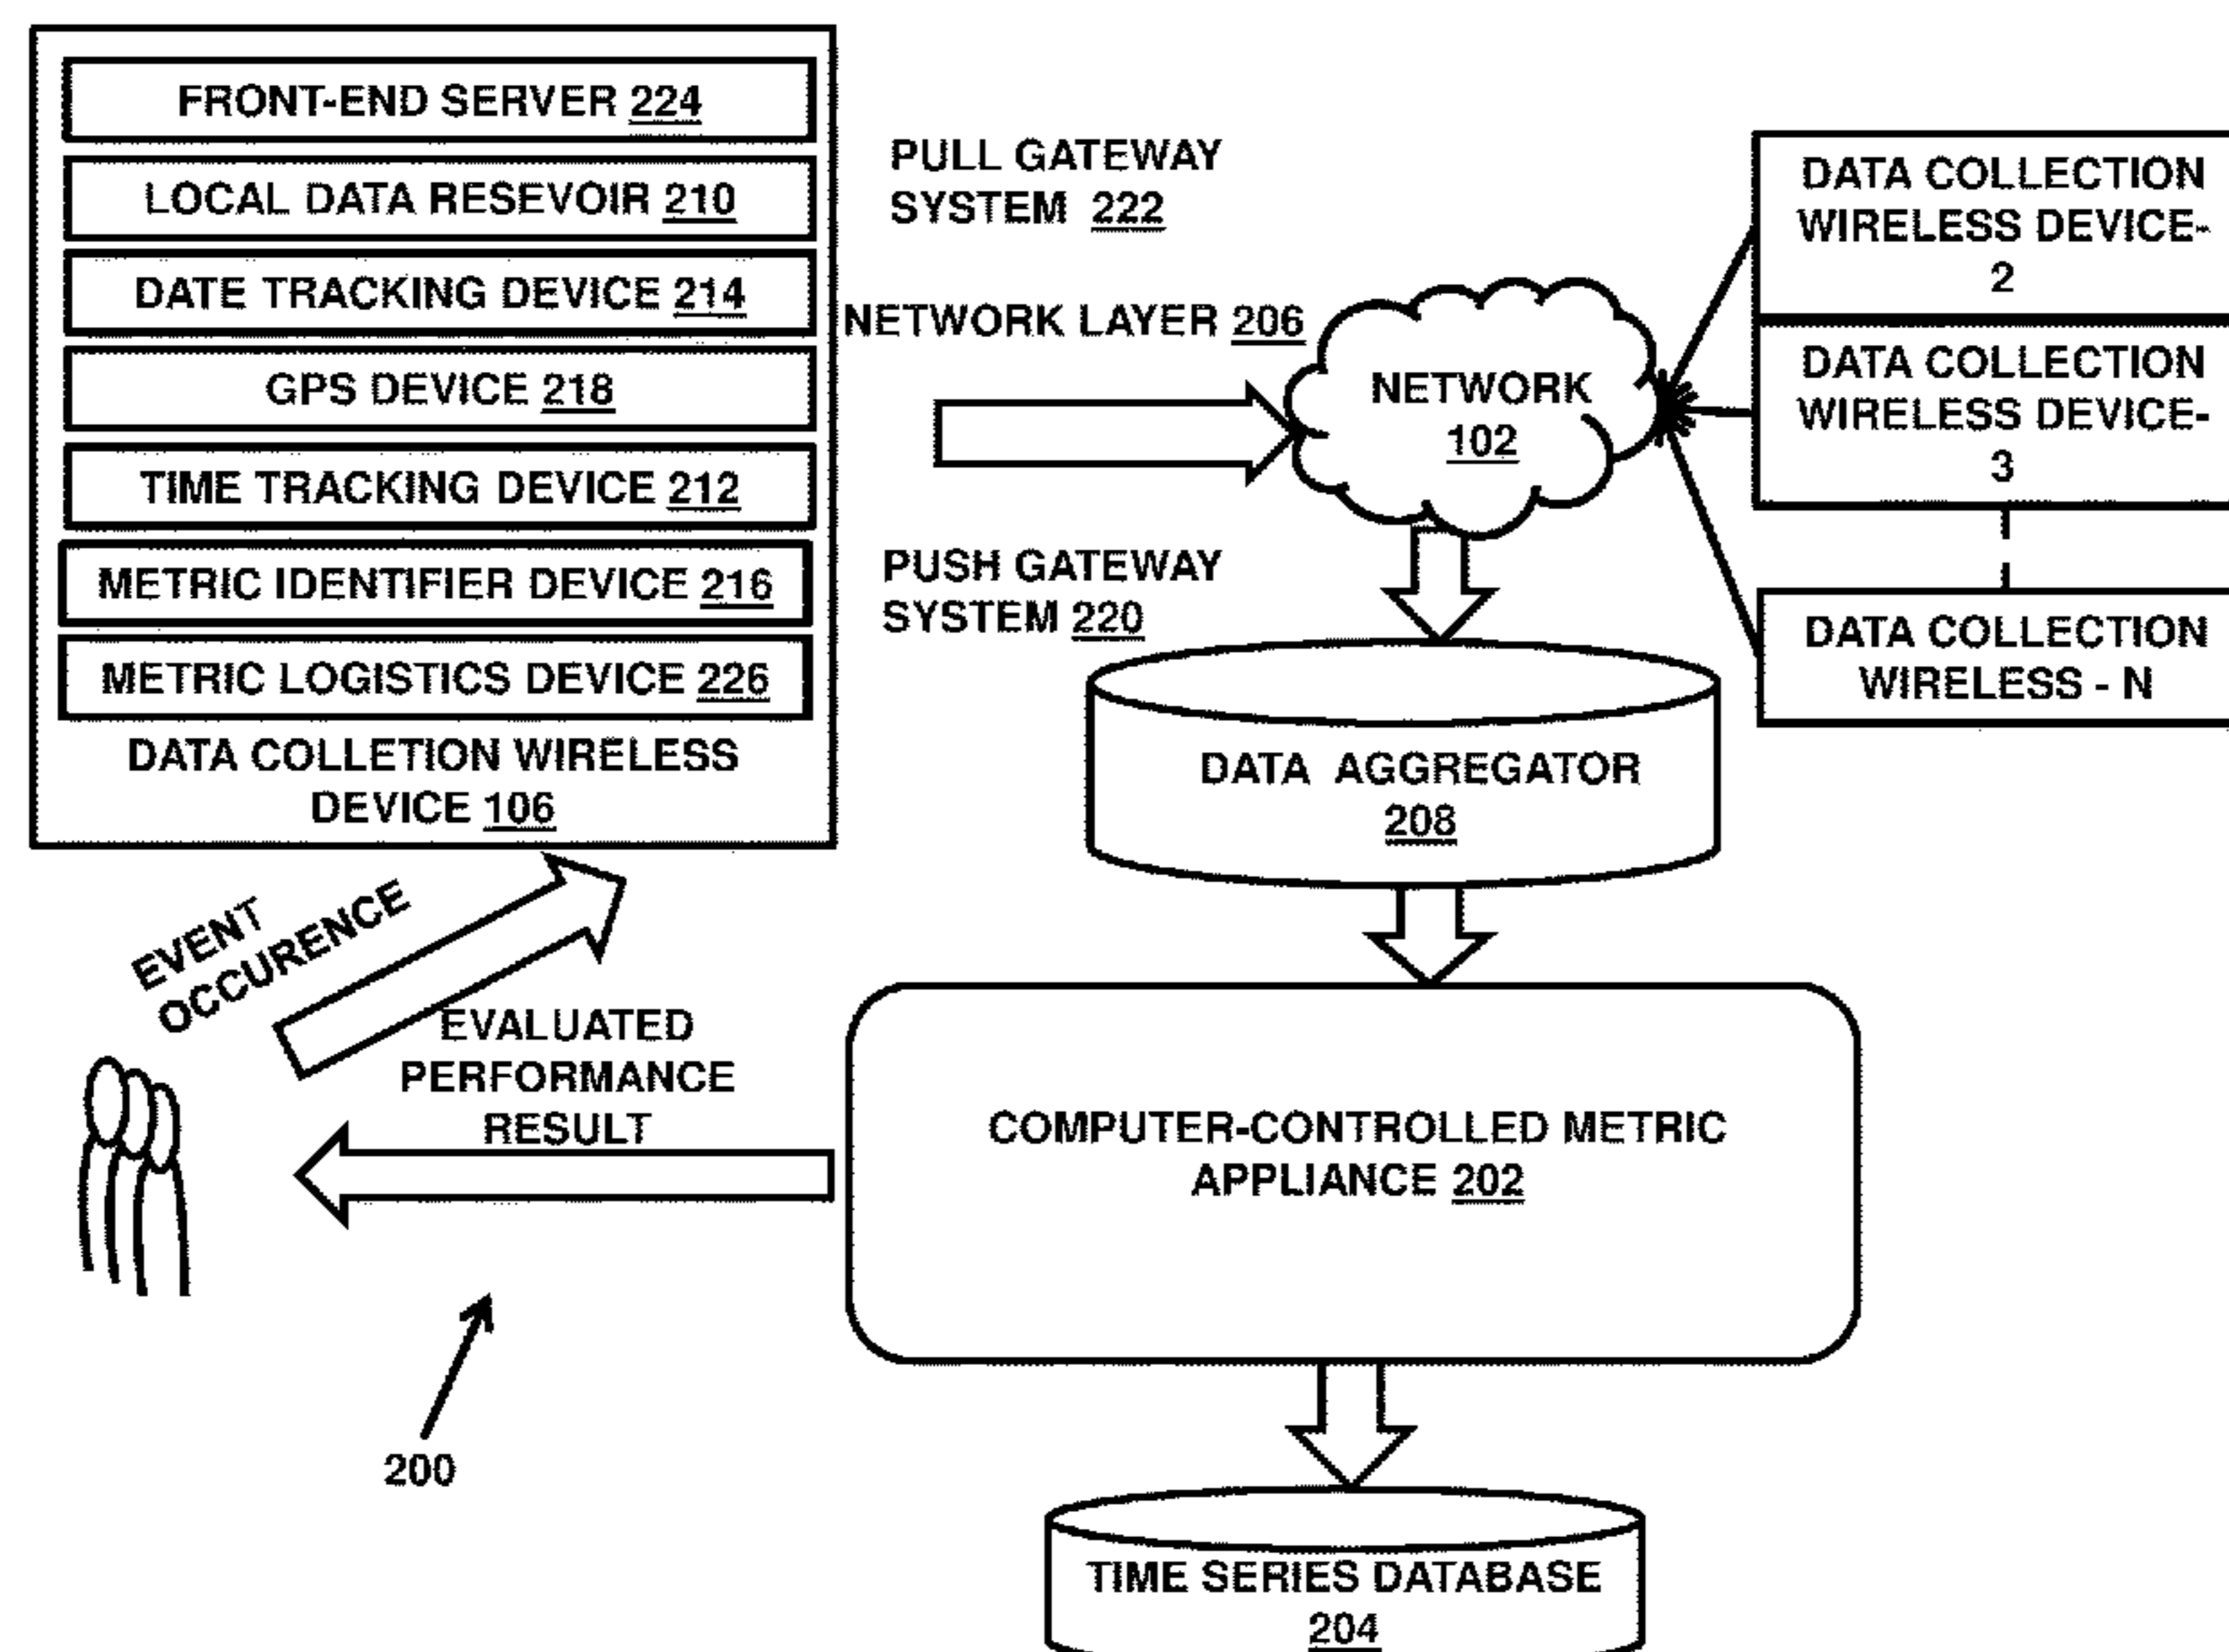 FRONT-END SERVER 224
LOCAL DATA RESEVOIR 210
DATE TRACKING DEVICE 214
GPS DEVICE 218
TIME TRACKING DEVICE 212
METRIC IDENTIFIER DEVICE 216
METRIC LOGISTICS DEVICE 226
DATA COLLETION WIRELESS
DEVICE 106
PULL GATEWAY
SYSTEM 222
NETWORK LAYER 206
NETWORK
102
PUSH GATEWAY
SYSTEM 220
DATA COLLECTION
WIRELESS DEVICE-
2
DATA COLLECTION
WIRELESS DEVICE-
3
DATA COLLECTION
WIRELESS - N
DATA AGGREGATOR
208
EVENT
OCCURENCE
EVALUATED
PERFORMANCE
RESULT
COMPUTER-CONTROLLED METRIC
APPLIANCE 202
200
TIME SERIES DATABASE
204